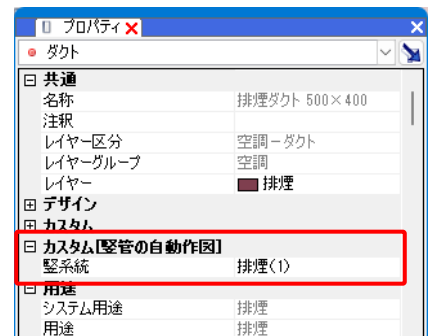 プロパティ
ダクト
共通
名称 排煙ダクト 500×400
注釈
レイヤー区分 空調-ダクト
レイヤーグループ 空調
レイヤー 排煙
デザイン
カスタム
カスタム[竪管の自動作図]
竪系統 排煙(1)
用途
システム用途 排煙
用途 排煙